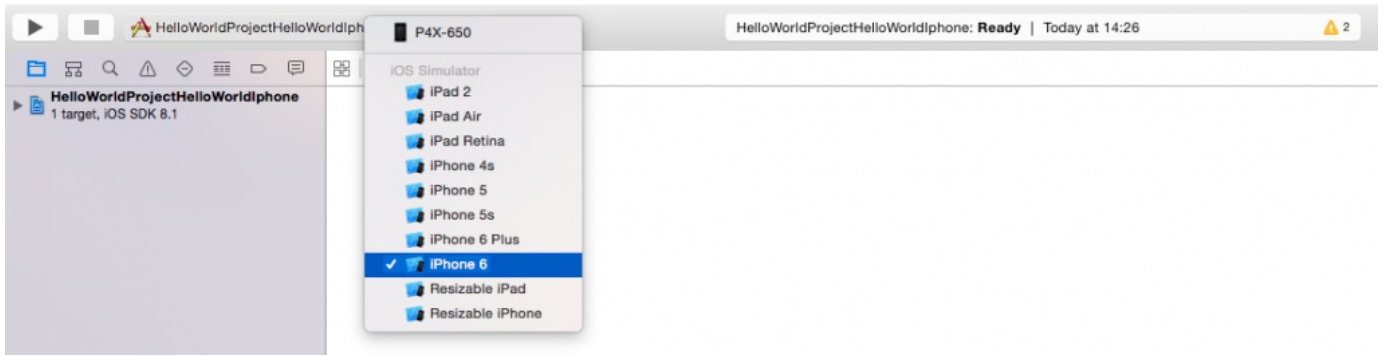 HelloWorldProjectHelloWorldIph
P4X-650
HelloWorldProjectHelloWorldIphone: Ready | Today at 14:26
2
iOS Simulator
HelloWorldProjectHelloWorldIphone
1 target, iOS SDK 8.1
iPad 2
iPad Air
iPad Retina
iPhone 4s
iPhone 5
iPhone 5s
iPhone 6 Plus
iPhone 6
Resizable iPad
Resizable iPhone